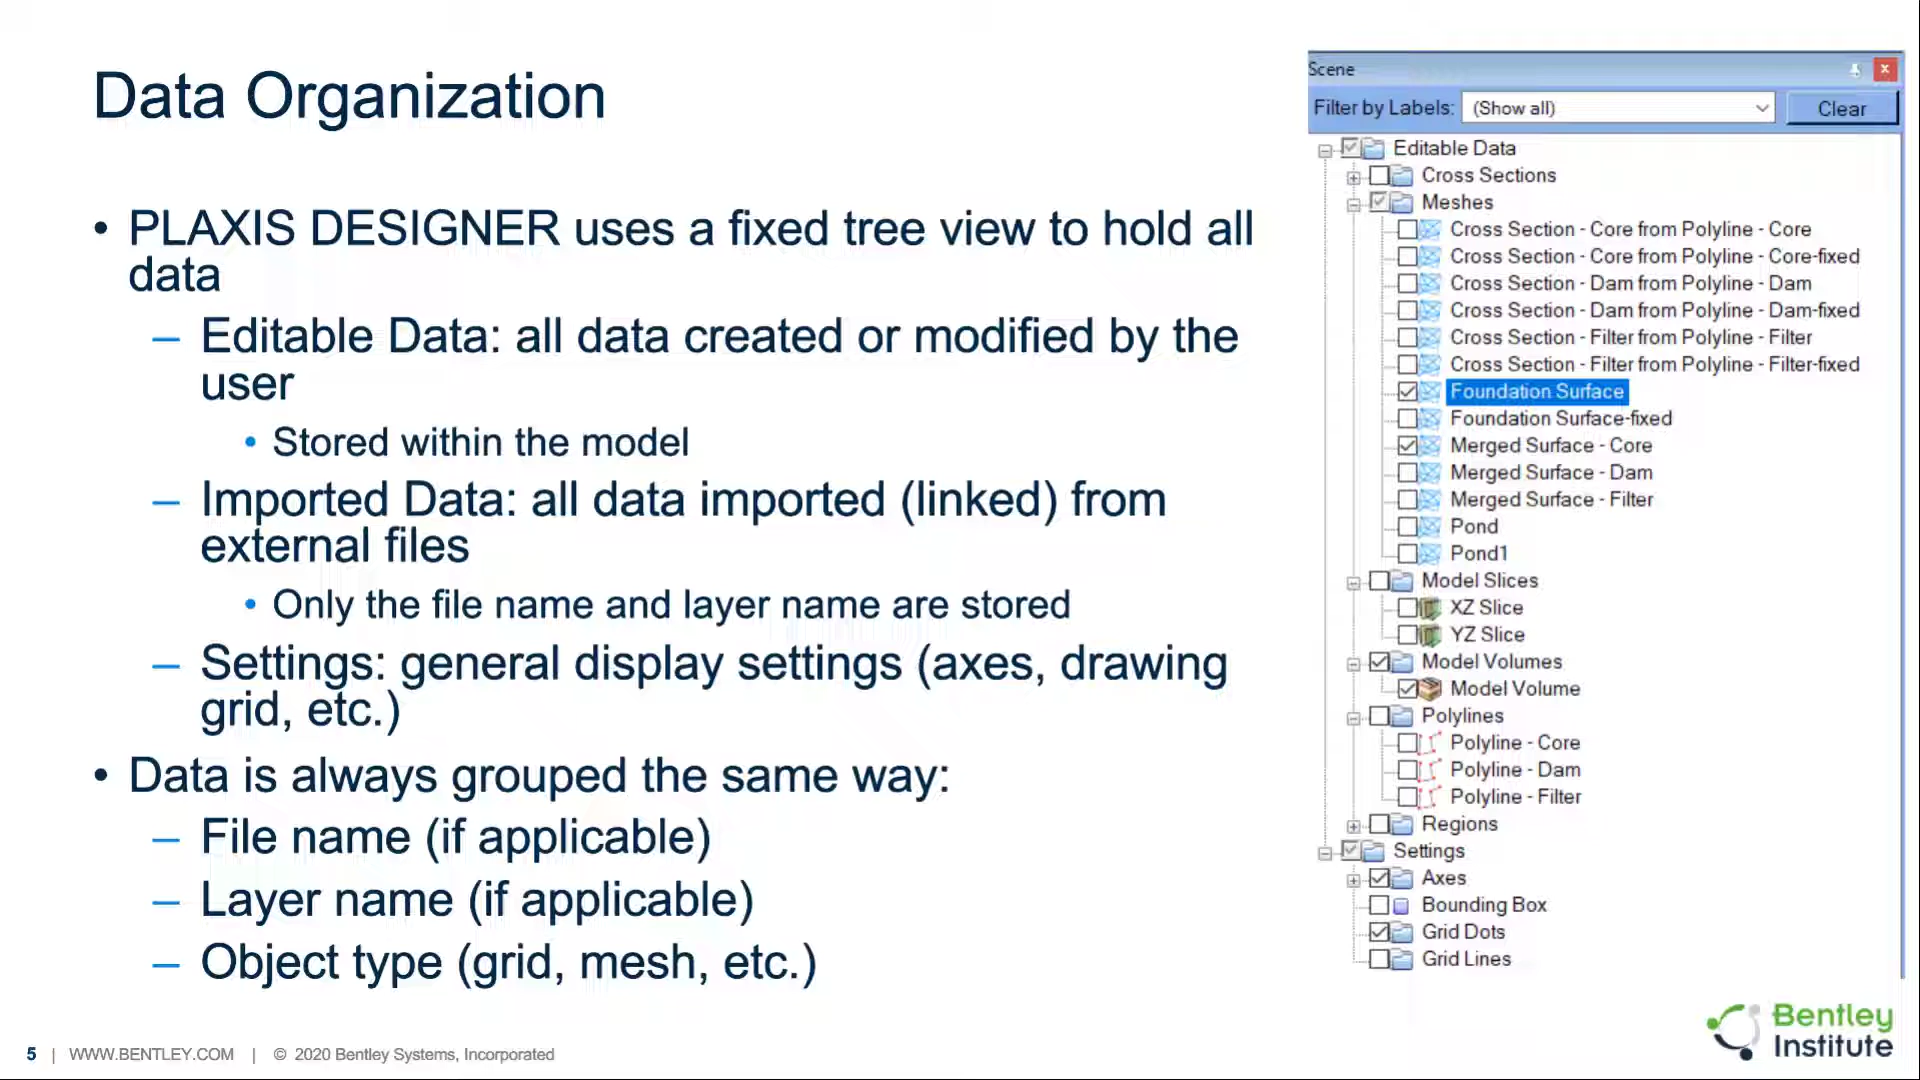 Data Organization
• PLAXIS DESIGNER uses a fixed tree view to hold all
data
– Editable Data: all data created or modified by the
user
• Stored within the model
– Imported Data: all data imported (linked) from
external files
• Only the file name and layer name are stored
– Settings: general display settings (axes, drawing
grid, etc.)
• Data is always grouped the same way:
– File name (if applicable)
– Layer name (if applicable)
– Object type (grid, mesh, etc.)
Scene
Filter by Labels: (Show all) Clear
Editable Data
Cross Sections
Meshes
Cross Section - Core from Polyline - Core
Cross Section - Core from Polyline - Core-fixed
Cross Section - Dam from Polyline - Dam
Cross Section - Dam from Polyline - Dam-fixed
Cross Section - Filter from Polyline - Filter
Cross Section - Filter from Polyline - Filter-fixed
Foundation Surface
Foundation Surface-fixed
Merged Surface - Core
Merged Surface - Dam
Merged Surface - Filter
Pond
Pond1
Model Slices
XZ Slice
YZ Slice
Model Volumes
Model Volume
Polylines
Polyline - Core
Polyline - Dam
Polyline - Filter
Regions
Settings
Axes
Bounding Box
Grid Dots
Grid Lines
5 | WWW.BENTLEY.COM | © 2020 Bentley Systems, Incorporated
Bentley
Institute